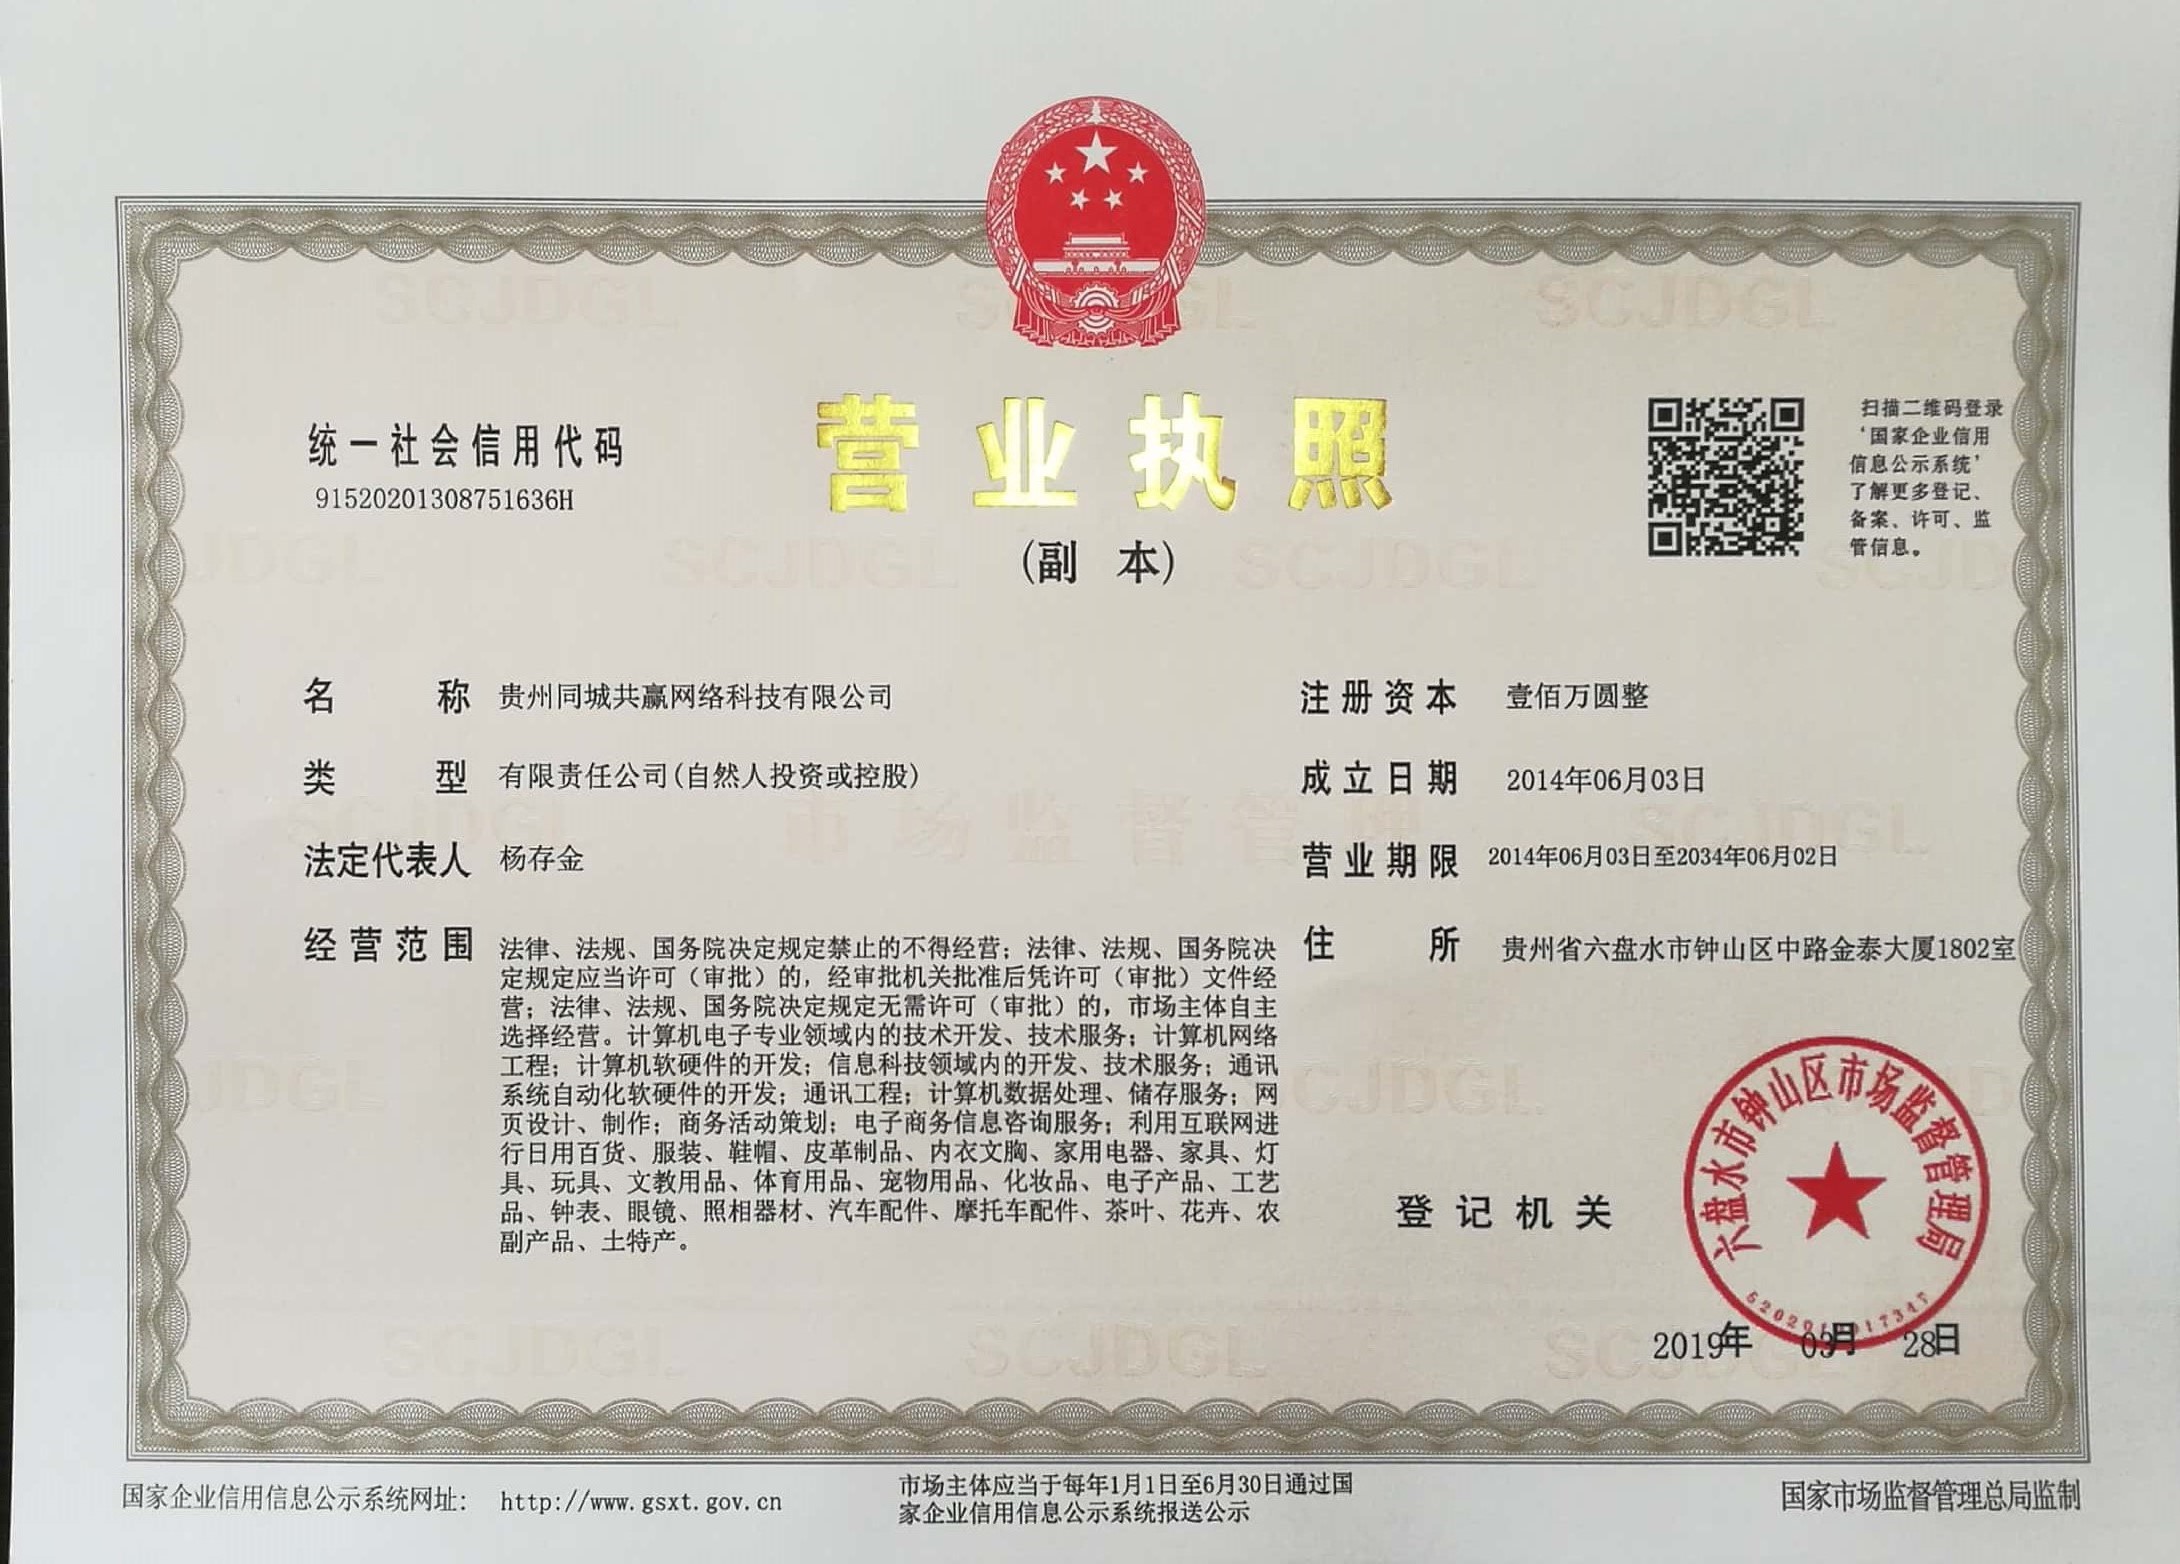 营业执照
(副 本)
统一社会信用代码
91520201308751636H
扫描二维码登录
‘国家企业信用
信息公示系统’
了解更多登记、
备案、许可、监
管信息。
名 称 贵州同城共赢网络科技有限公司
类 型 有限责任公司(自然人投资或控股)
法定代表人 杨存金
经营范围 法律、法规、国务院决定规定禁止的不得经营；法律、法规、国务院决
定规定应当许可（审批）的，经审批机关批准后凭许可（审批）文件经
营；法律、法规、国务院决定规定无需许可（审批）的，市场主体自主
选择经营。计算机电子专业领域内的技术开发、技术服务；计算机网络
工程；计算机软硬件的开发；信息科技领域内的开发、技术服务；通讯
系统自动化软硬件的开发；通讯工程；计算机数据处理、储存服务；网
页设计、制作；商务活动策划；电子商务信息咨询服务；利用互联网进
行日用百货、服装、鞋帽、皮革制品、内衣文胸、家用电器、家具、灯
具、玩具、文教用品、体育用品、宠物用品、化妆品、电子产品、工艺
品、钟表、眼镜、照相器材、汽车配件、摩托车配件、茶叶、花卉、农
副产品、土特产。
注册资本 壹佰万圆整
成立日期 2014年06月03日
营业期限 2014年06月03日至2034年06月02日
住 所 贵州省六盘水市钟山区中路金泰大厦1802室
登记机关
六盘水市钟山区市场监督管理局
2019年 03月 28日
国家企业信用信息公示系统网址： http://www.gsxt.gov.cn
市场主体应当于每年1月1日至6月30日通过国
家企业信用信息公示系统报送公示
国家市场监督管理总局监制